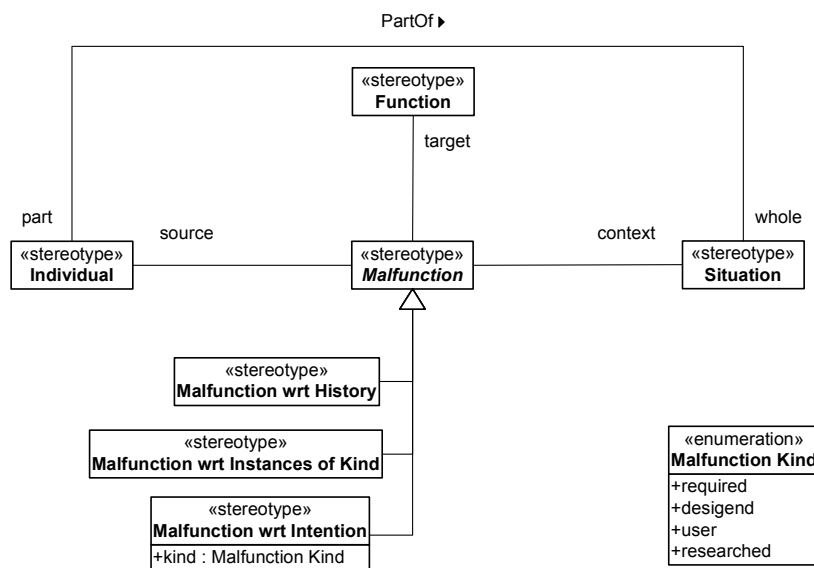 PartOf ▶
«stereotype»
Function
target
part
source
context
whole
«stereotype»
Individual
«stereotype»
Malfunction
«stereotype»
Situation
«stereotype»
Malfunction wrt History
«stereotype»
Malfunction wrt Instances of Kind
«stereotype»
Malfunction wrt Intention
+kind : Malfunction Kind
«enumeration»
Malfunction Kind
+required
+desigend
+user
+researched